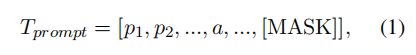 T_{prompt} = [p_1, p_2, ..., a, ..., [MASK]], (1)